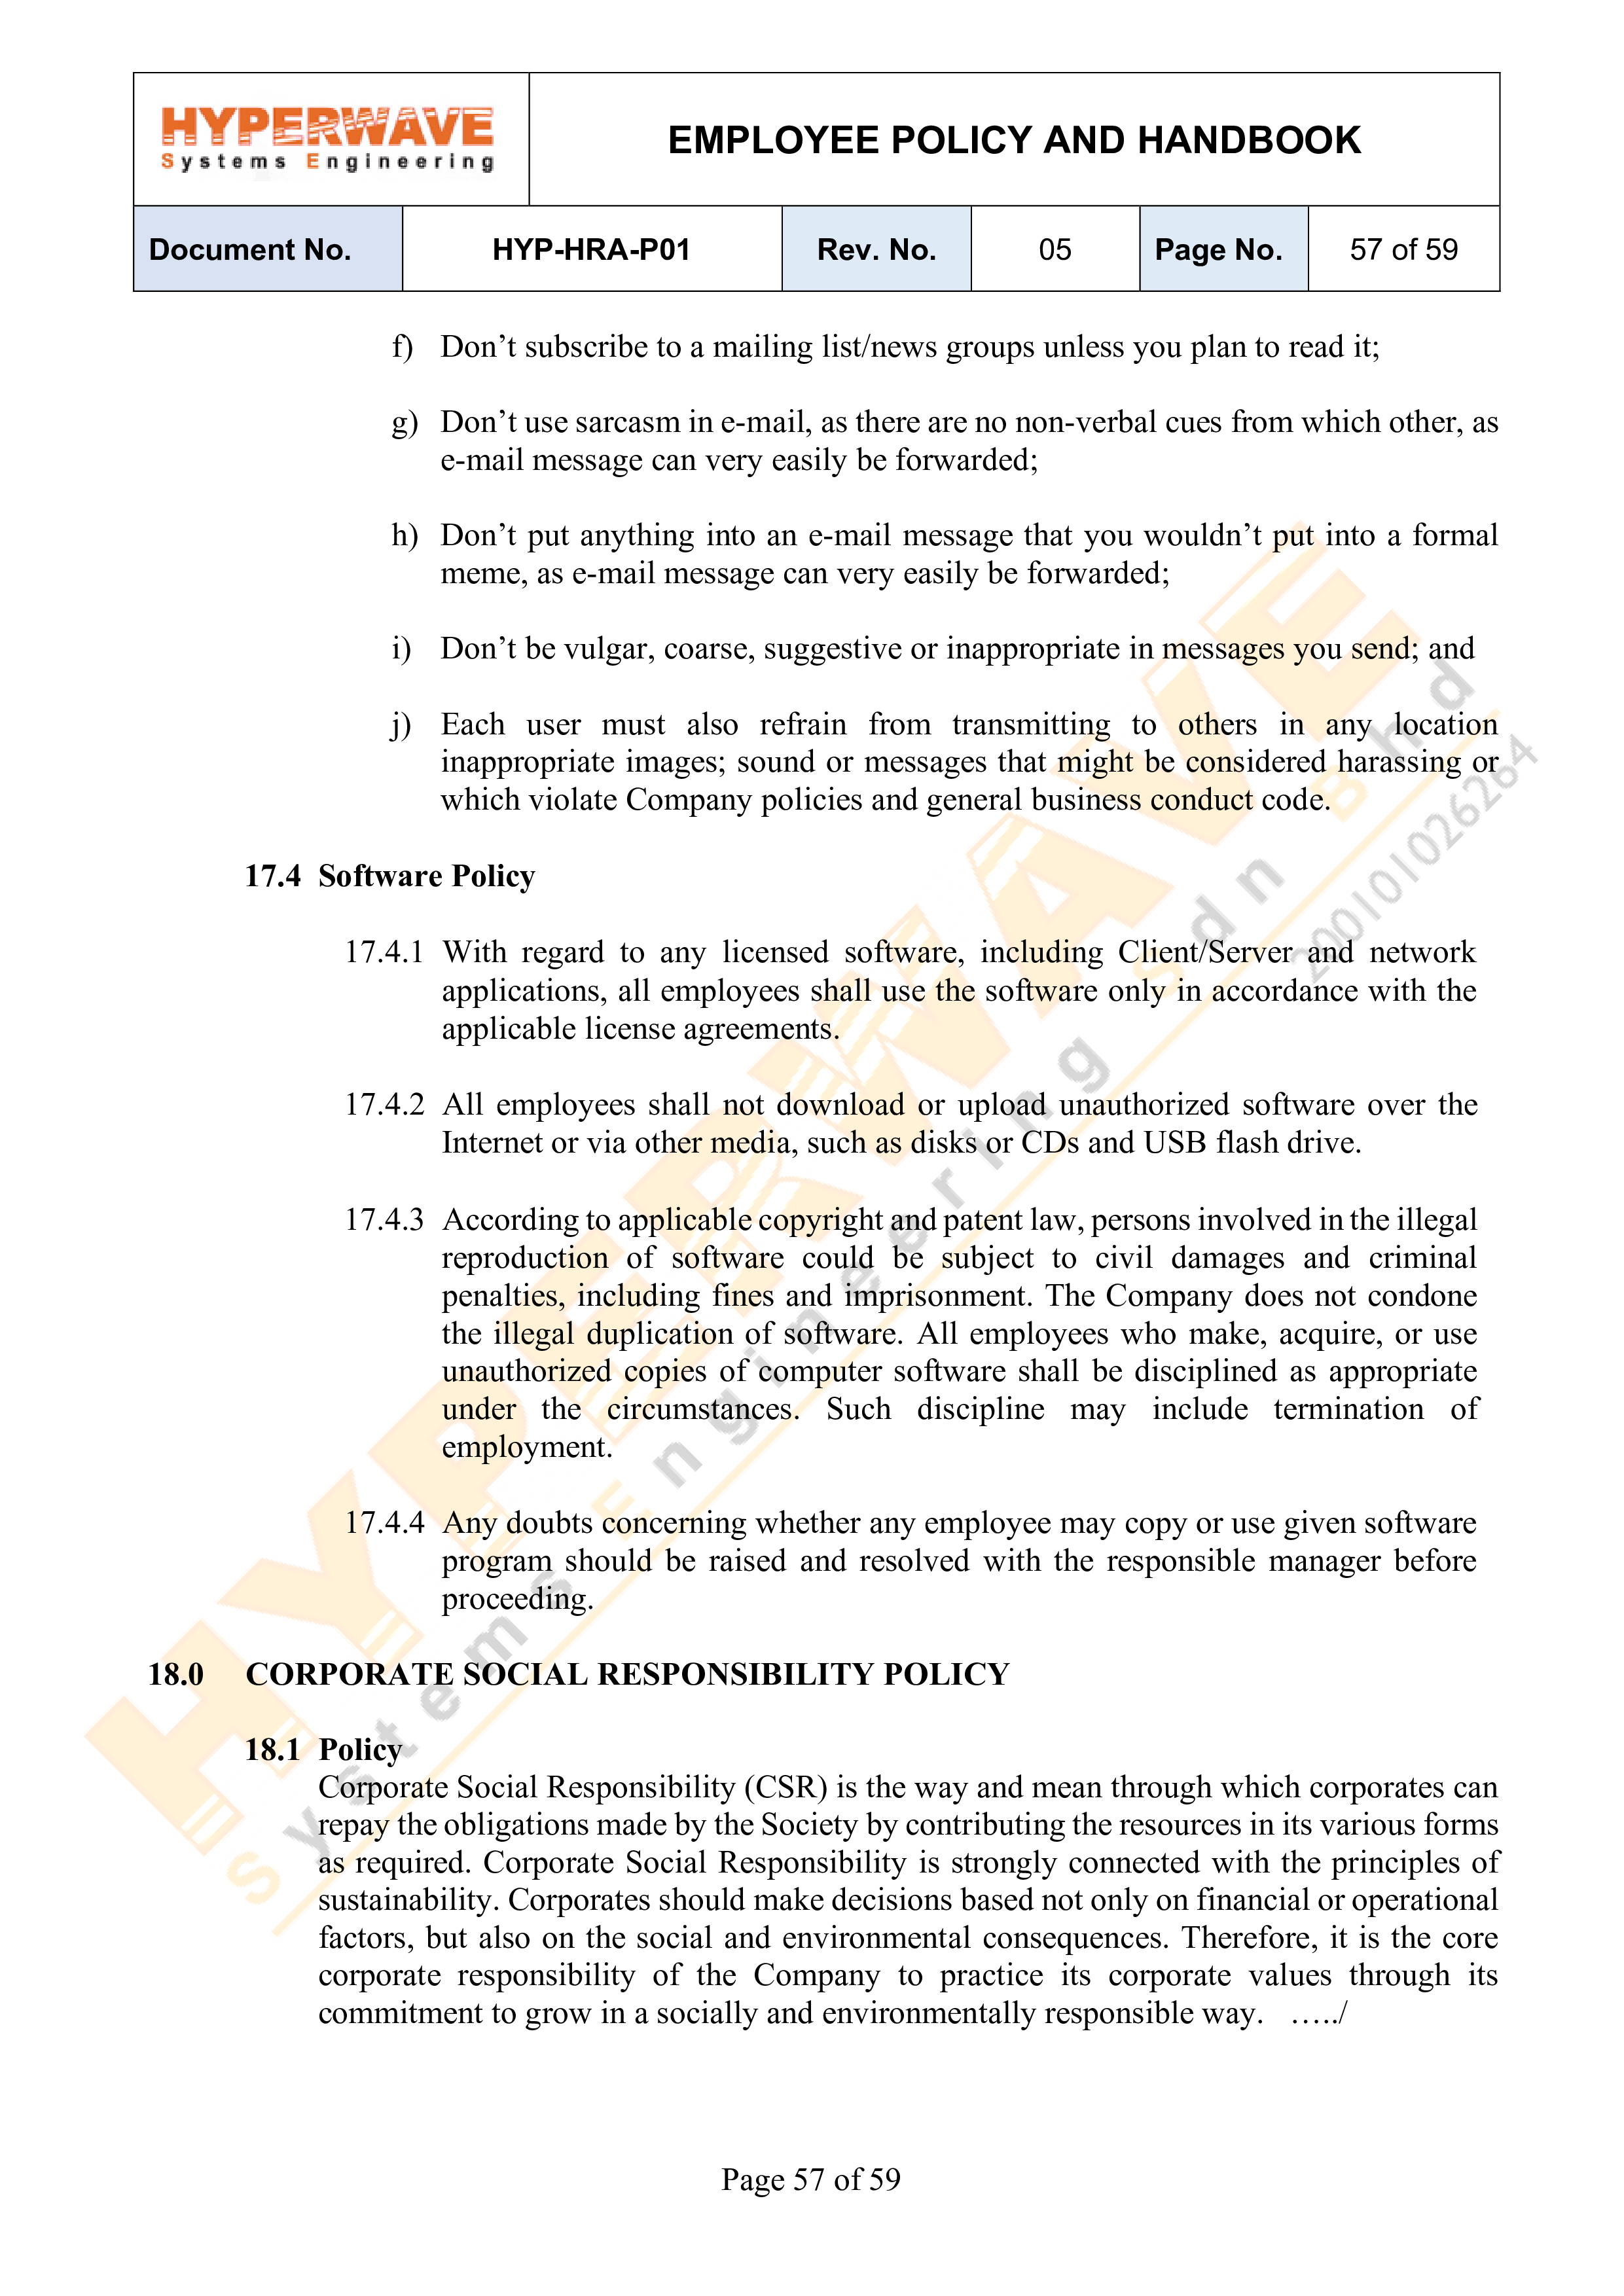 HYPERWAVE
Systems Engineering
EMPLOYEE POLICY AND HANDBOOK
Document No. HYP-HRA-P01 Rev. No. 05 Page No. 57 of 59
f) Don’t subscribe to a mailing list/news groups unless you plan to read it;
g) Don’t use sarcasm in e-mail, as there are no non-verbal cues from which other, as
e-mail message can very easily be forwarded;
h) Don’t put anything into an e-mail message that you wouldn’t put into a formal
meme, as e-mail message can very easily be forwarded;
i) Don’t be vulgar, coarse, suggestive or inappropriate in messages you send; and
j) Each user must also refrain from transmitting to others in any location
inappropriate images; sound or messages that might be considered harassing or
which violate Company policies and general business conduct code.
17.4 Software Policy
17.4.1 With regard to any licensed software, including Client/Server and network
applications, all employees shall use the software only in accordance with the
applicable license agreements.
17.4.2 All employees shall not download or upload unauthorized software over the
Internet or via other media, such as disks or CDs and USB flash drive.
17.4.3 According to applicable copyright and patent law, persons involved in the illegal
reproduction of software could be subject to civil damages and criminal
penalties, including fines and imprisonment. The Company does not condone
the illegal duplication of software. All employees who make, acquire, or use
unauthorized copies of computer software shall be disciplined as appropriate
under the circumstances. Such discipline may include termination of
employment.
17.4.4 Any doubts concerning whether any employee may copy or use given software
program should be raised and resolved with the responsible manager before
proceeding.
18.0 CORPORATE SOCIAL RESPONSIBILITY POLICY
18.1 Policy
Corporate Social Responsibility (CSR) is the way and mean through which corporates can
repay the obligations made by the Society by contributing the resources in its various forms
as required. Corporate Social Responsibility is strongly connected with the principles of
sustainability. Corporates should make decisions based not only on financial or operational
factors, but also on the social and environmental consequences. Therefore, it is the core
corporate responsibility of the Company to practice its corporate values through its
commitment to grow in a socially and environmentally responsible way. …../
HYPERWAVE
Systems Engineering Sdn Bhd
200101026264
Page 57 of 59